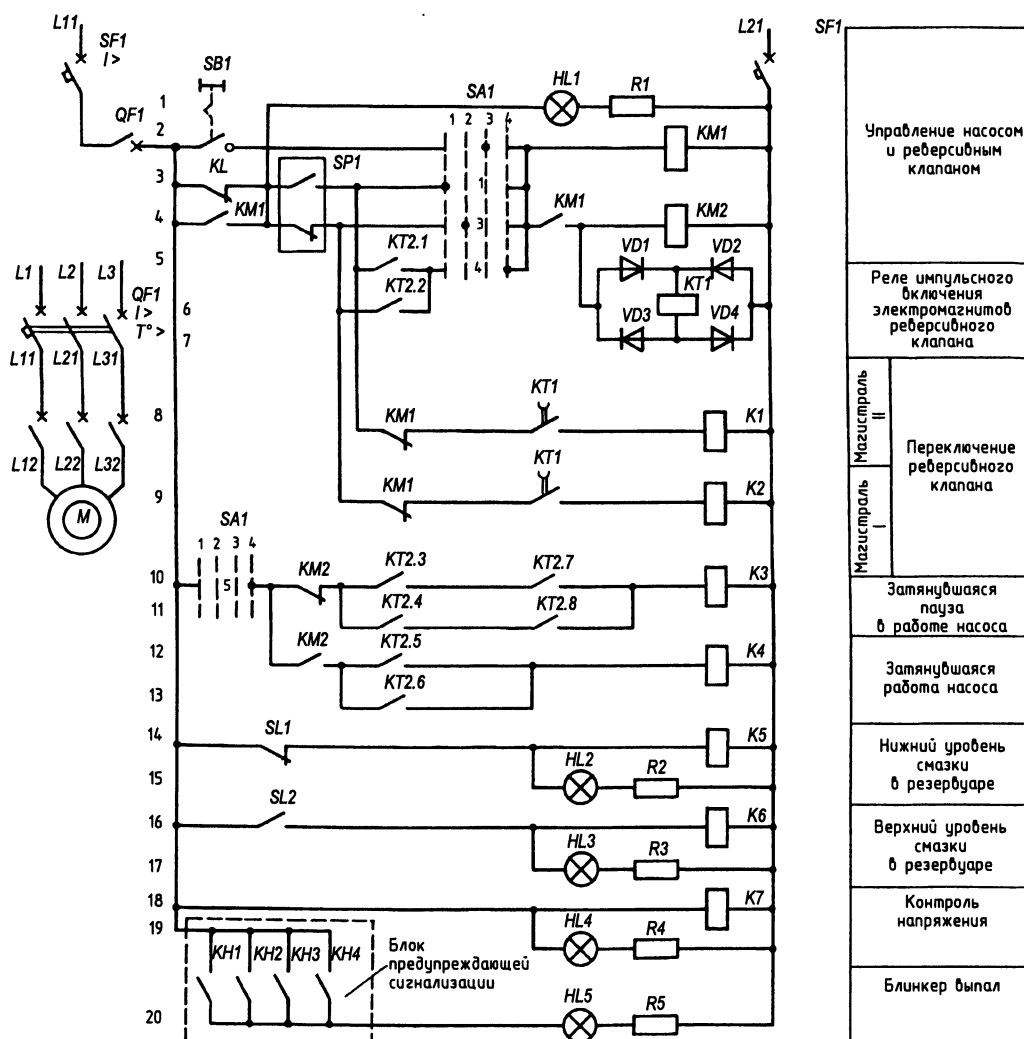 L11
SF1
I>
QF1
SB1
KL
KM1
SP1
SA1
1 2 3 4
1
3
4
HL1
R1
L21
KM1
KM1
KM2
KT2.1
KT2.2
VD1
VD2
KT1
VD3
VD4
1
2
3
4
5
6
7
8
9
10
11
12
13
14
15
16
17
18
19
20
L1
L2
L3
QF1
I>
T°>
L11
L21
L31
L12
L22
L32
M
KM1
KT1
K1
KM1
KT1
K2
SA1
1 2 3 4
5
KM2
KT2.3
KT2.7
K3
KT2.4
KT2.8
KM2
KT2.5
K4
KT2.6
SL1
K5
HL2
R2
SL2
K6
HL3
R3
K7
HL4
R4
KH1
KH2
KH3
KH4
Блок
предупреждающей
сигнализации
HL5
R5
SF1
Управление насосом
и реверсивным
клапаном
Реле импульсного
включения
электромагнитов
реверсивного
клапана
Магистраль
II
Магистраль
I
Переключение
реверсивного
клапана
Затянувшаяся
пауза
в работе насоса
Затянувшаяся
работа насоса
Нижний уровень
смазки
в резервуаре
Верхний уровень
смазки
в резервуаре
Контроль
напряжения
Блинкер выпал